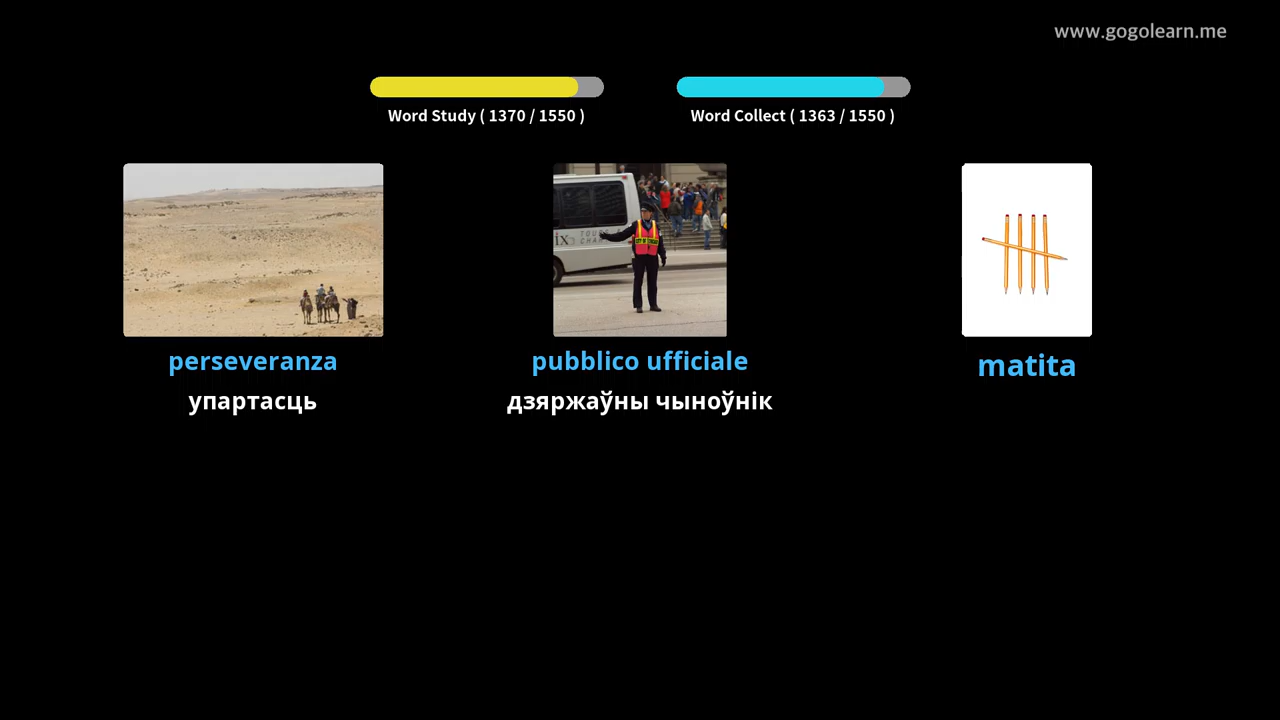 www.gogolearn.me
Word Study ( 1370 / 1550 )
Word Collect ( 1363 / 1550 )
perseveranza
упартасць
pubblico ufficiale
дзяржаўны чыноўнік
matita